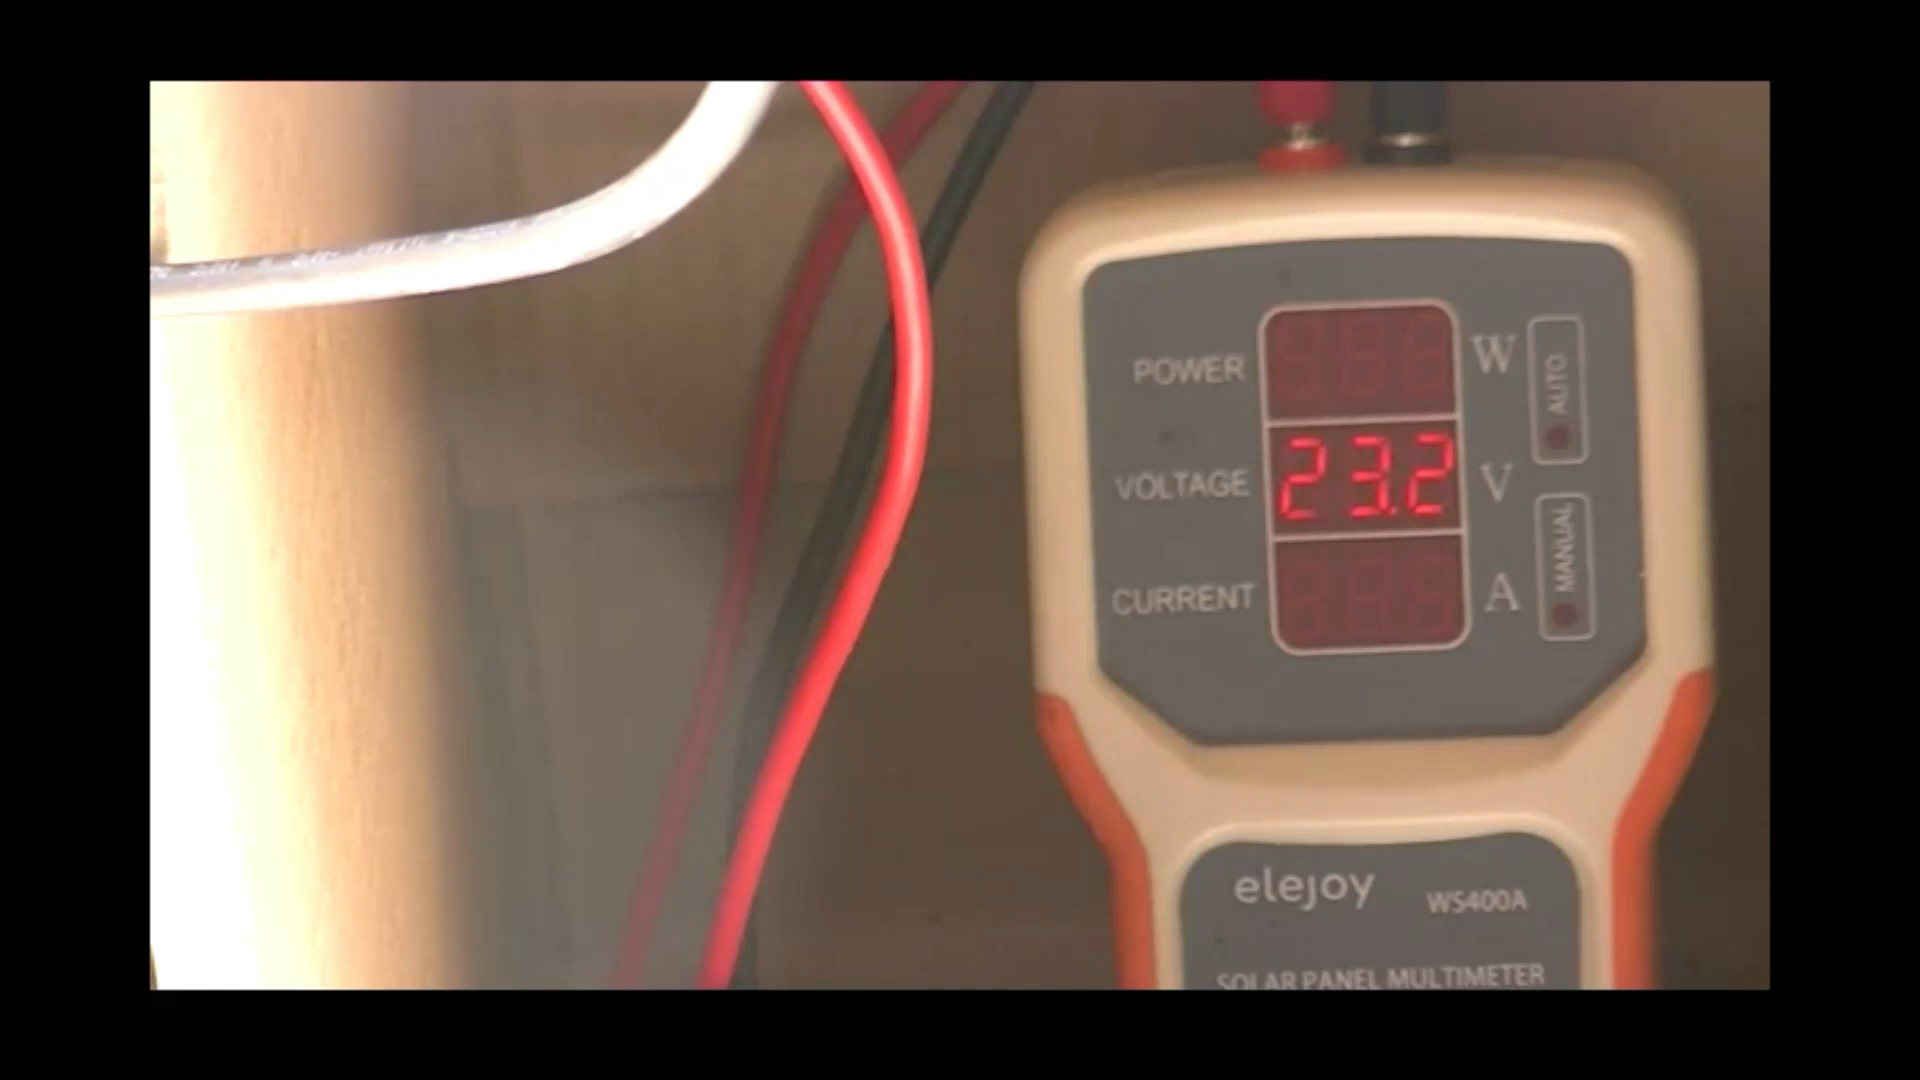 POWER
W
AUTO
23.2
VOLTAGE
V
MANUAL
CURRENT
A
elejoy
WS400A
SOLAR PANEL MULTIMETER